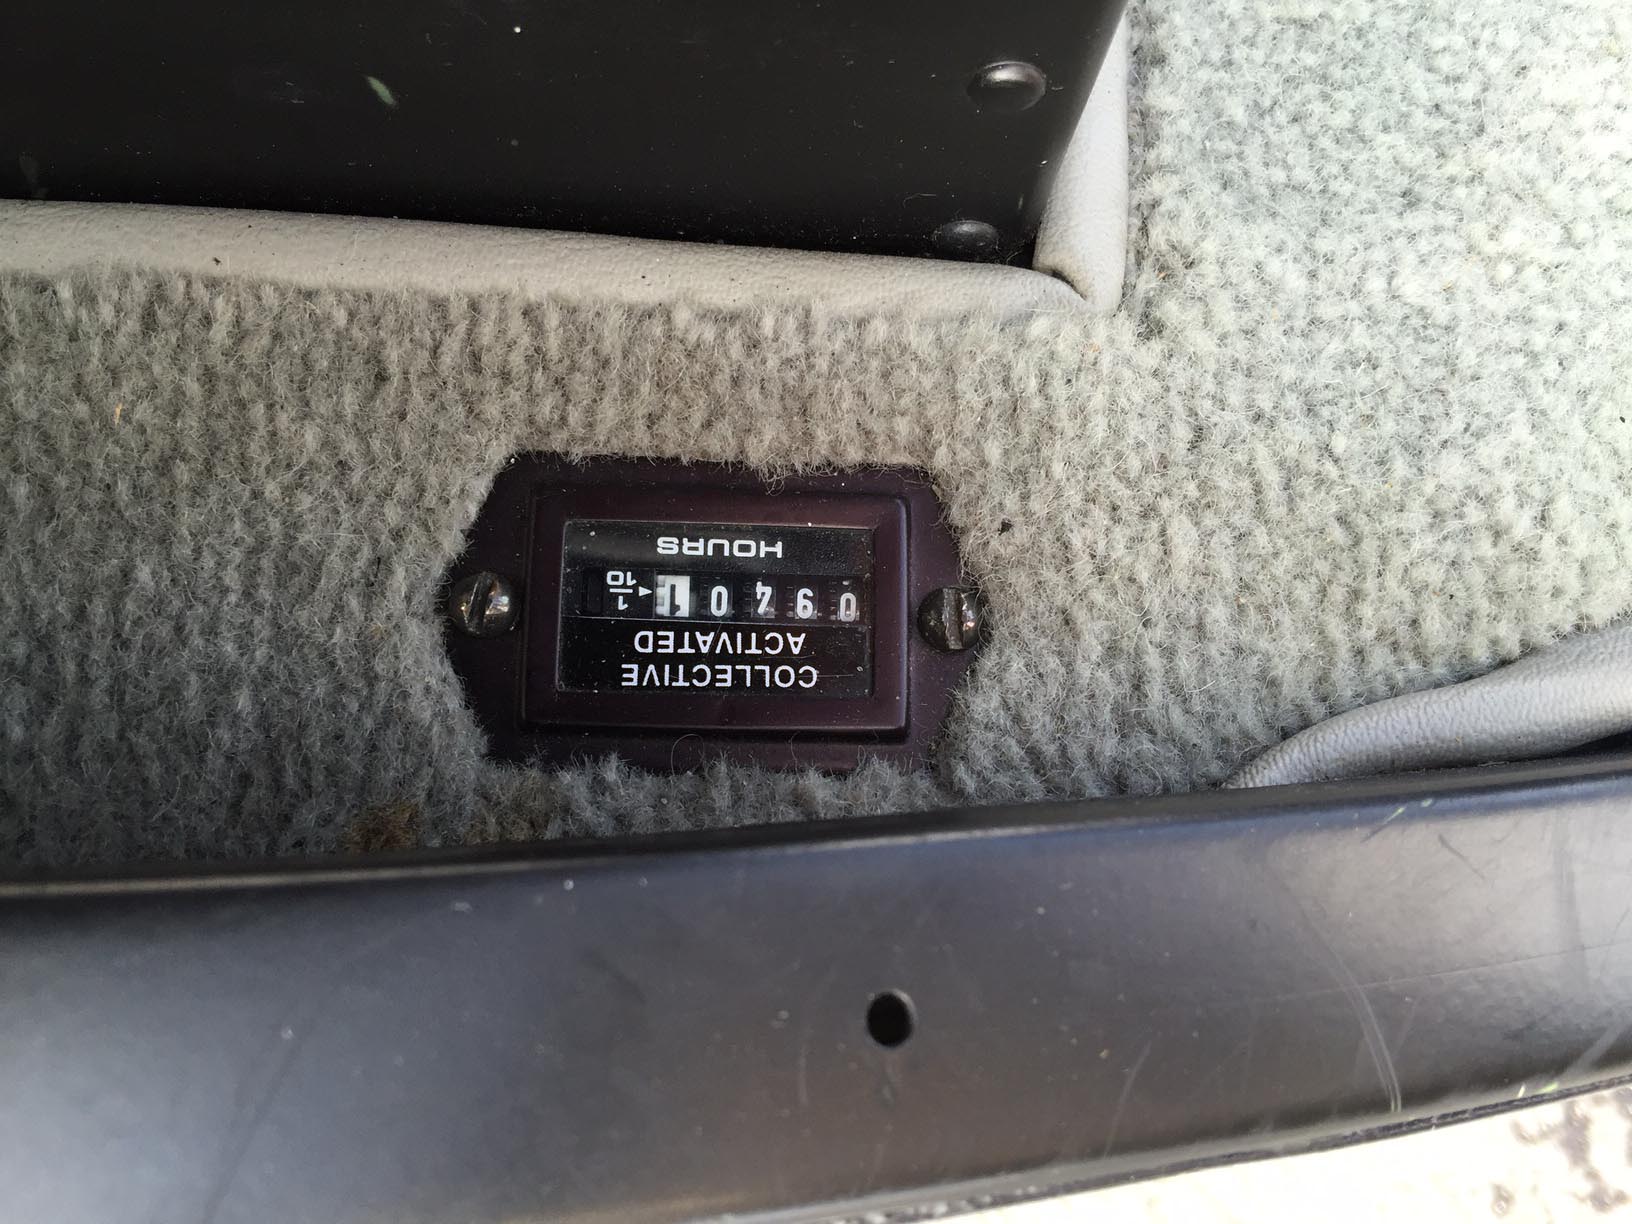 COLLECTIVE
ACTIVATED
06401 ◄ 1/10
HOURS